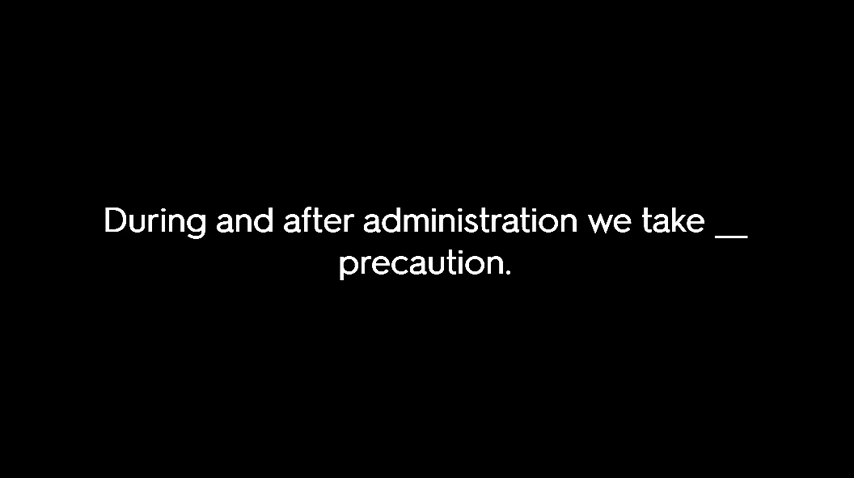 During and after administration we take __
precaution.